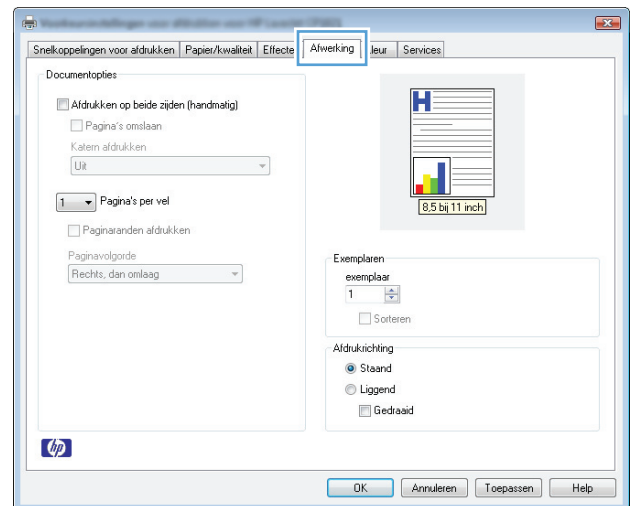 Snelkoppelingen voor afdrukken Papier/kwaliteit Effecte Afwerking leur Services
Documentopties
Afdrukken op beide zijden (handmatig)
Pagina's omslaan
Katern afdrukken
Uit
1 Pagina's per vel
Paginaranden afdrukken
Paginavolgorde
Rechts, dan omlaag
H
8,5 bij 11 inch
Exemplaren
exemplaar
1
Sorteren
Afdrukrichting
Staand
Liggend
Gedraaid
hp
OK Annuleren Toepassen Help